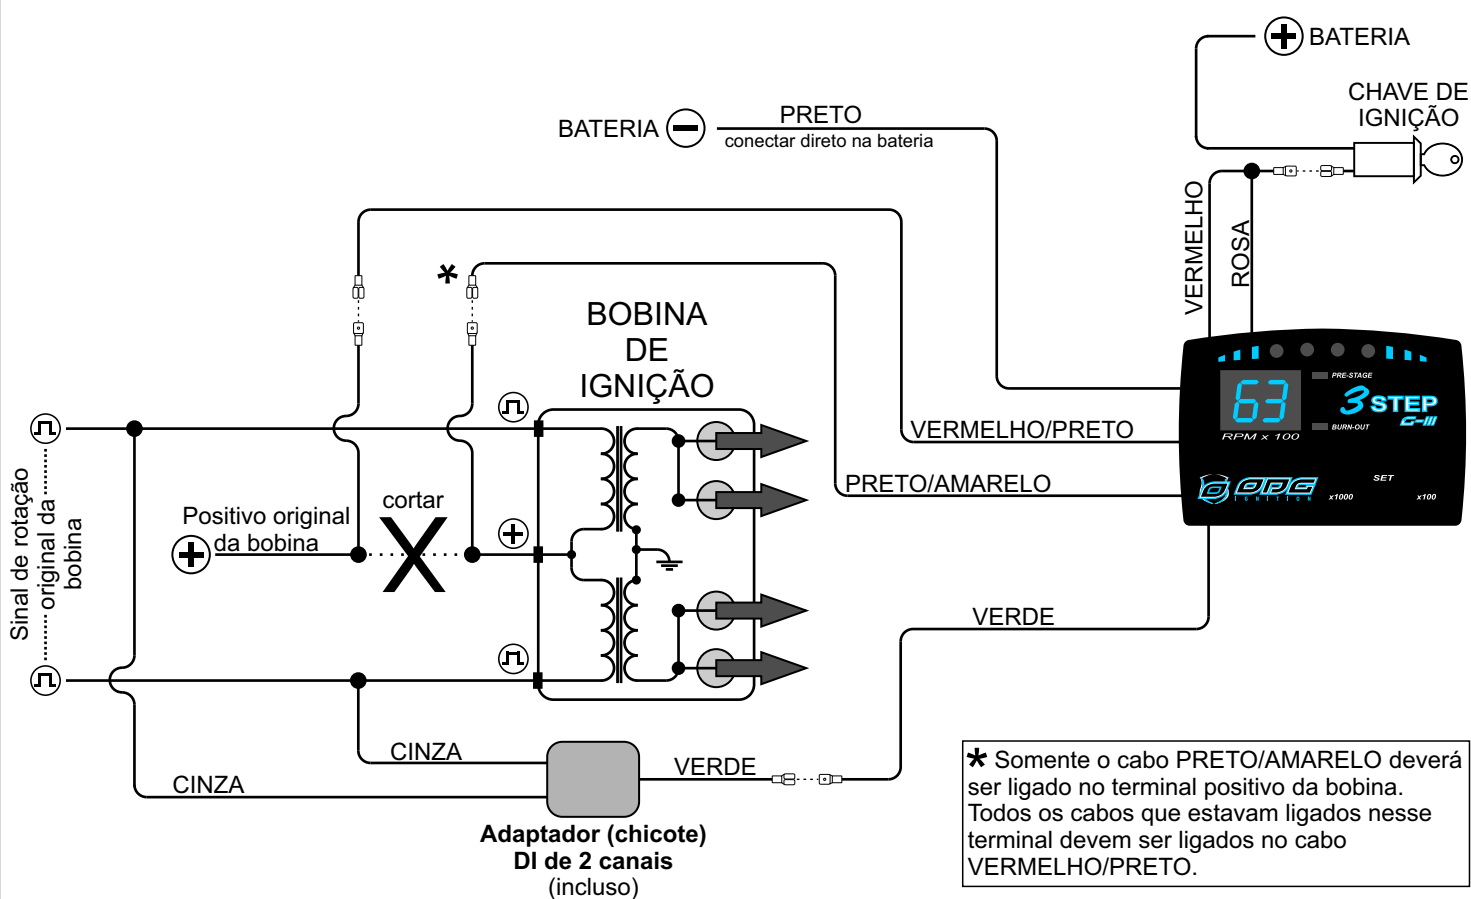 BATERIA
CHAVE DE
IGNIÇÃO
BATERIA
PRETO
conectar direto na bateria
VERMELHO
ROSA
*
BOBINA
DE
IGNIÇÃO
63
RPM x 100
PRE-STAGE
3 STEP
G-III
BURN-OUT
ODG
IGNITION
SET
x1000
x100
VERMELHO/PRETO
PRETO/AMARELO
Sinal de rotação
original da
bobina
Positivo original
da bobina
cortar
X
VERDE
CINZA
CINZA
VERDE
Adaptador (chicote)
DI de 2 canais
(incluso)
* Somente o cabo PRETO/AMARELO deverá
ser ligado no terminal positivo da bobina.
Todos os cabos que estavam ligados nesse
terminal devem ser ligados no cabo
VERMELHO/PRETO.